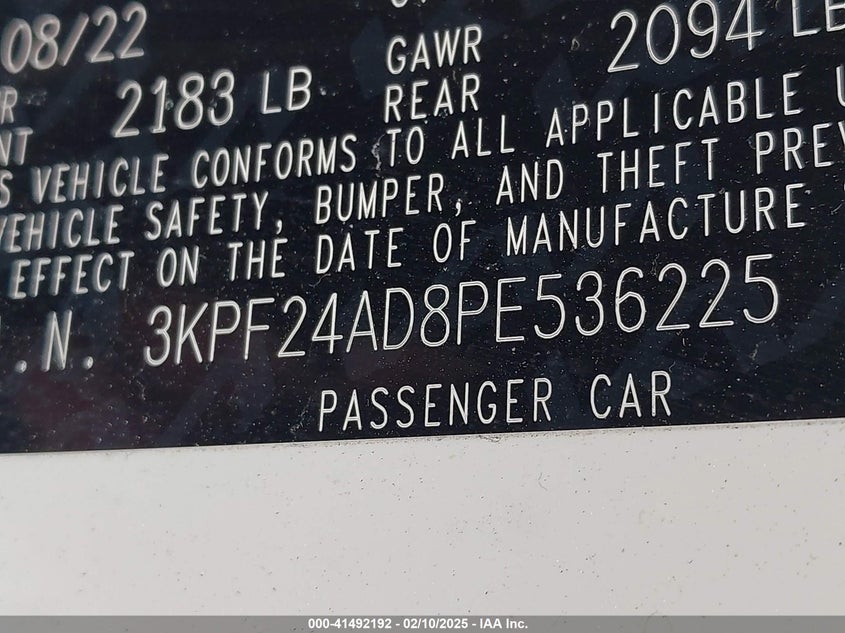 08/22
2183 LB GAWR REAR 2094 LB
VEHICLE CONFORMS TO ALL APPLICABLE
VEHICLE SAFETY, BUMPER, AND THEFT
EFFECT ON THE DATE OF MANUFACTURE
.N. 3KPF24AD8PE536225
PASSENGER CAR
000-41492192 - 02/10/2025 - IAA Inc.